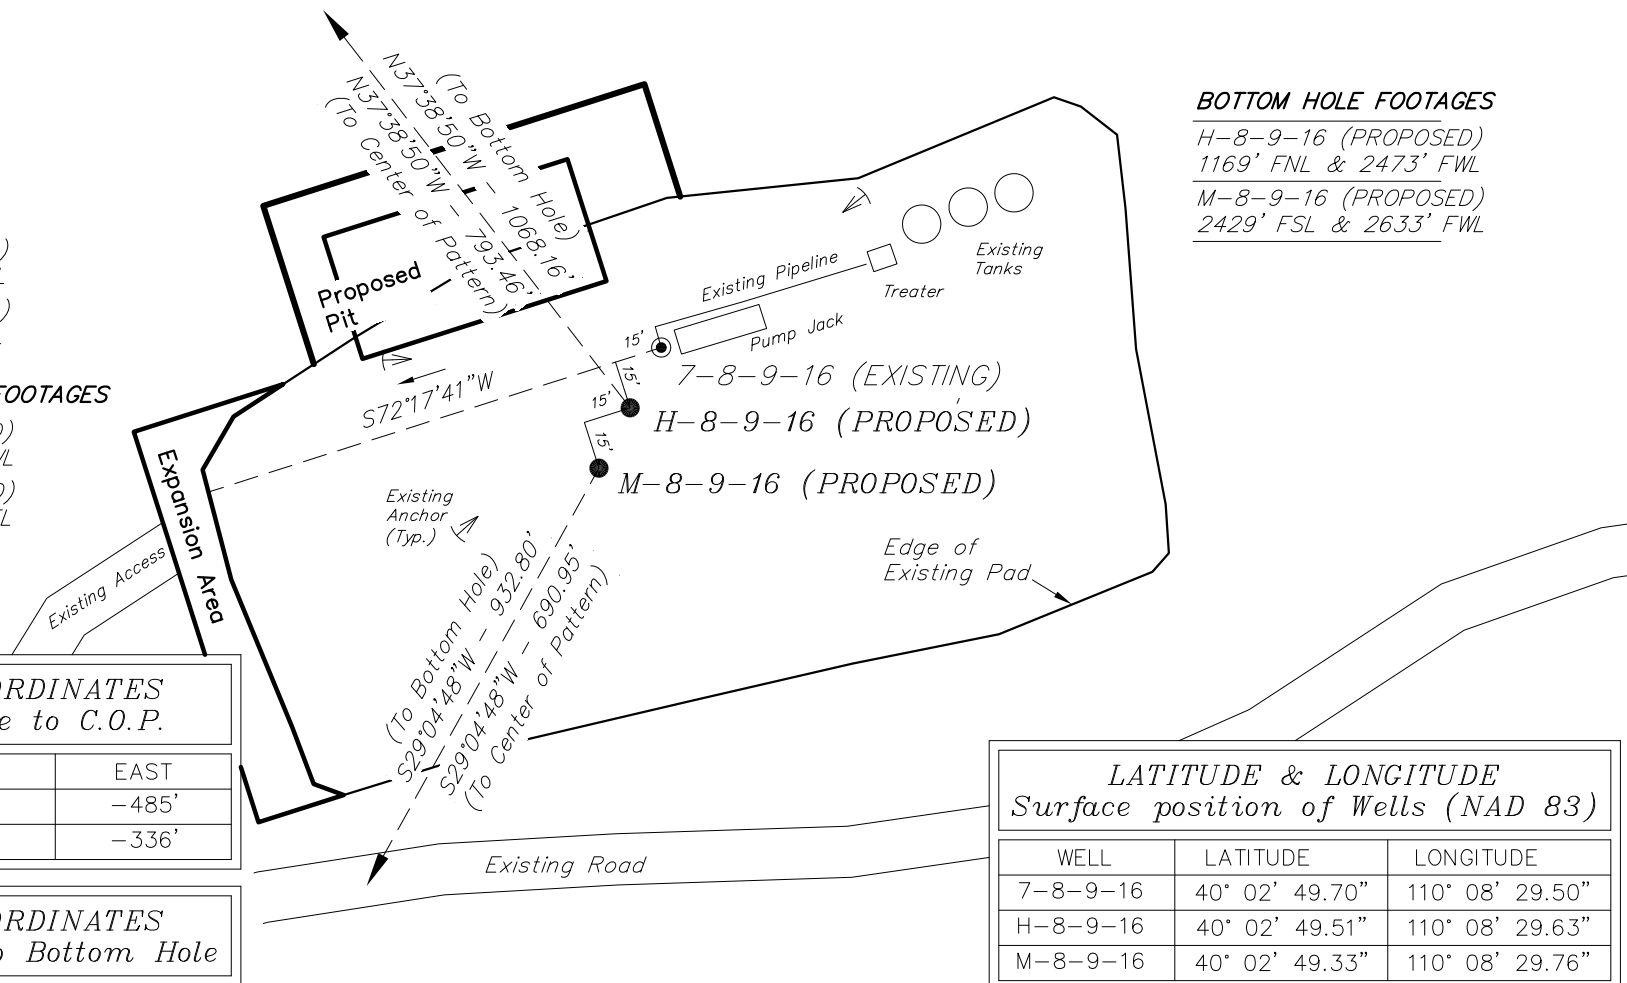 N37°38'50"W - 1068.16'
(To Bottom Hole)
N37°38'50"W - 793.46'
(To Center of Pattern)
BOTTOM HOLE FOOTAGES
H-8-9-16 (PROPOSED)
1169' FNL & 2473' FWL
M-8-9-16 (PROPOSED)
2429' FSL & 2633' FWL
Proposed
Pit
Existing Pipeline
Treater
Existing
Tanks
15'
Pump Jack
7-8-9-16 (EXISTING)
15'
S72°17'41"W
15'
H-8-9-16 (PROPOSED)
15'
M-8-9-16 (PROPOSED)
FOOTAGES
Expansion Area
Existing Access
Existing
Anchor
(Typ.)
Edge of
Existing Pad
(To Bottom Hole)
S29°04'48"W - 932.80'
S29°04'48"W - 690.95'
(To Center of Pattern)
ORDINATES
e to C.O.P.
EAST
-485'
-336'
ORDINATES
o Bottom Hole
Existing Road
LATITUDE & LONGITUDE
Surface position of Wells (NAD 83)
WELL LATITUDE LONGITUDE
7-8-9-16 40° 02' 49.70" 110° 08' 29.50"
H-8-9-16 40° 02' 49.51" 110° 08' 29.63"
M-8-9-16 40° 02' 49.33" 110° 08' 29.76"